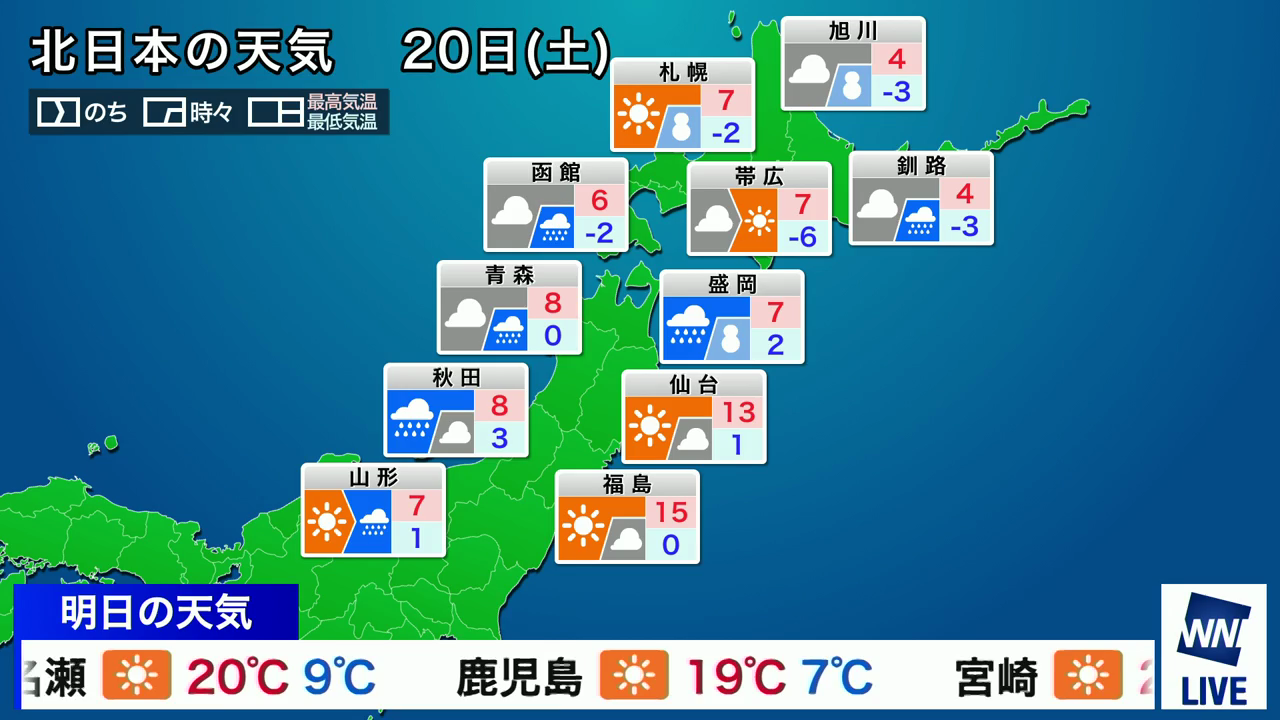 北日本の天気 20日(土)
のち 時々 最高気温
最低気温
旭川
4
-3
札幌
7
-2
函館
6
-2
帯広
7
-6
釧路
4
-3
青森
8
0
盛岡
7
2
秋田
8
3
仙台
13
1
山形
7
1
福島
15
0
明日の天気
瀬 20℃ 9℃ 鹿児島 19℃ 7℃ 宮崎
WN
LIVE